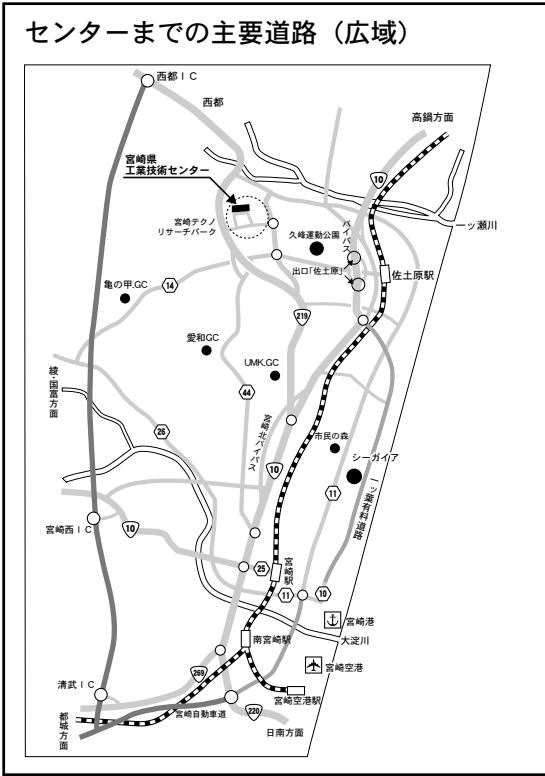 センターまでの主要道路（広域）
西都ＩＣ
西都
高鍋方面
宮崎県
工業技術センター
10
宮崎テクノ
リサーチパーク
久峰運動公園
バイパス
一ッ瀬川
出口「佐土原」
佐土原駅
亀の甲.GC
14
219
愛和GC
UMK.GC
綾・国富方面
44
26
宮崎北バイパス
市民の森
シーガイア
10
11
一ッ葉有料道路
宮崎西ＩＣ
10
25
宮崎駅
11
10
宮崎港
大淀川
南宮崎駅
宮崎空港
269
清武ＩＣ
宮崎空港駅
都城方面
宮崎自動車道
220
日南方面